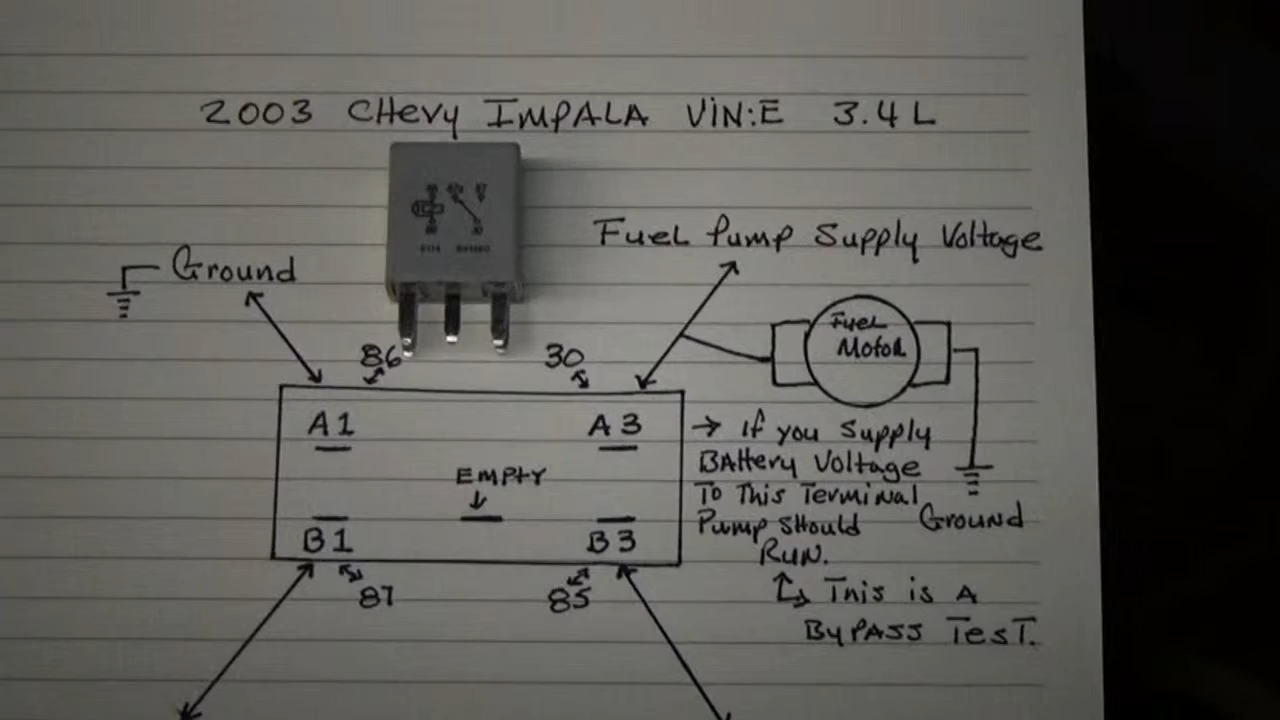 2003 CHevy IMPALA VIN:E 3.4L
Fuel Pump Supply Voltage
Ground
Fuel
Motor
86
30
A1
A3
→ If you Supply
BAttery Voltage
To This Terminal
Pump SHould
RUN.
EMPty
Ground
B1
B3
87
85
This is A
ByPASS TesT.